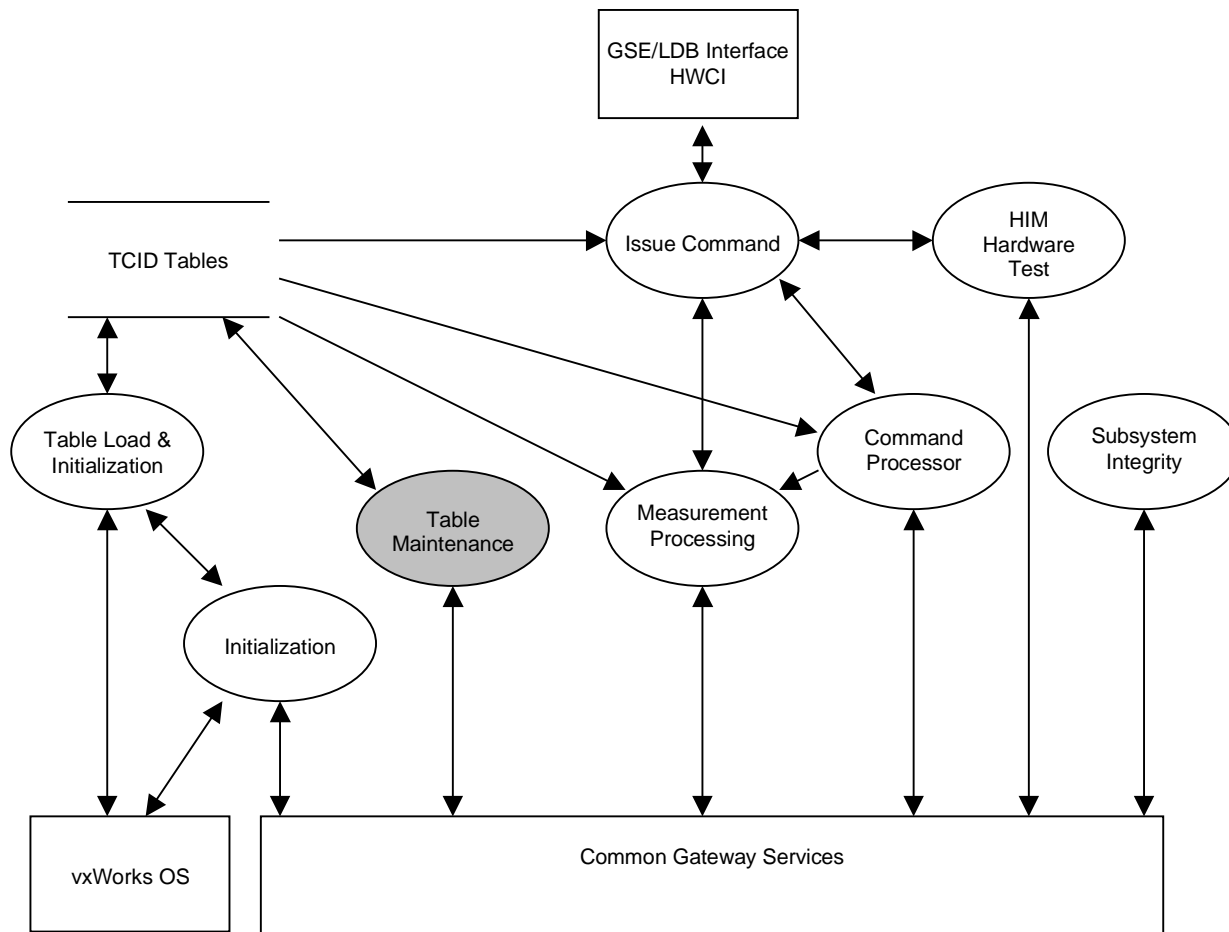 GSE/LDB Interface
HWCI
TCID Tables
Issue Command
HIM
Hardware
Test
Table Load &
Initialization
Table
Maintenance
Measurement
Processing
Command
Processor
Subsystem
Integrity
Initialization
vxWorks OS
Common Gateway Services